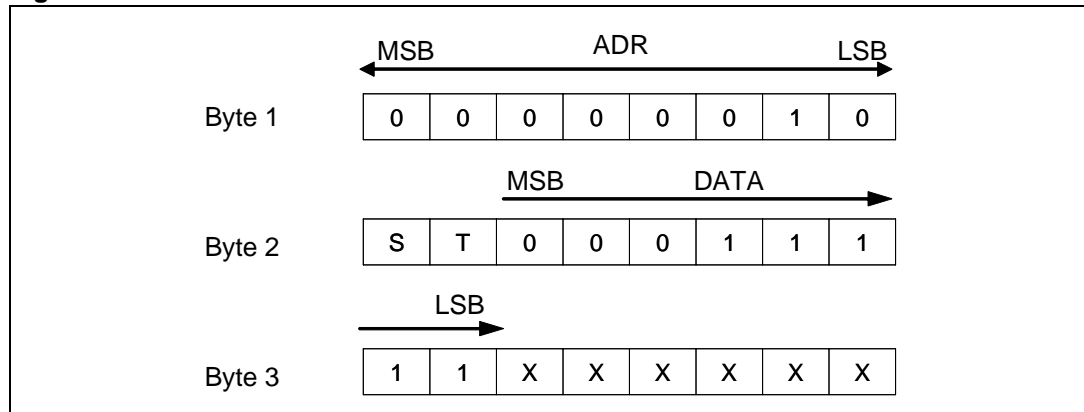 MSB ADR LSB
Byte 1 0 0 0 0 0 0 1 0
MSB DATA
Byte 2 S T 0 0 0 1 1 1
LSB
Byte 3 1 1 X X X X X X